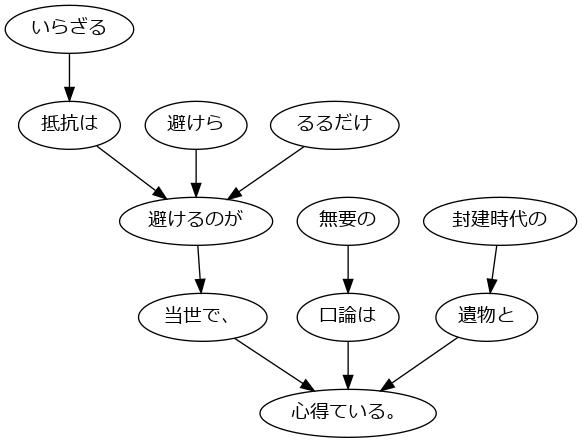 いらざる
抵抗は
避けら
るるだけ
避けるのが
無要の
封建時代の
当世で、
口論は
遺物と
心得ている。